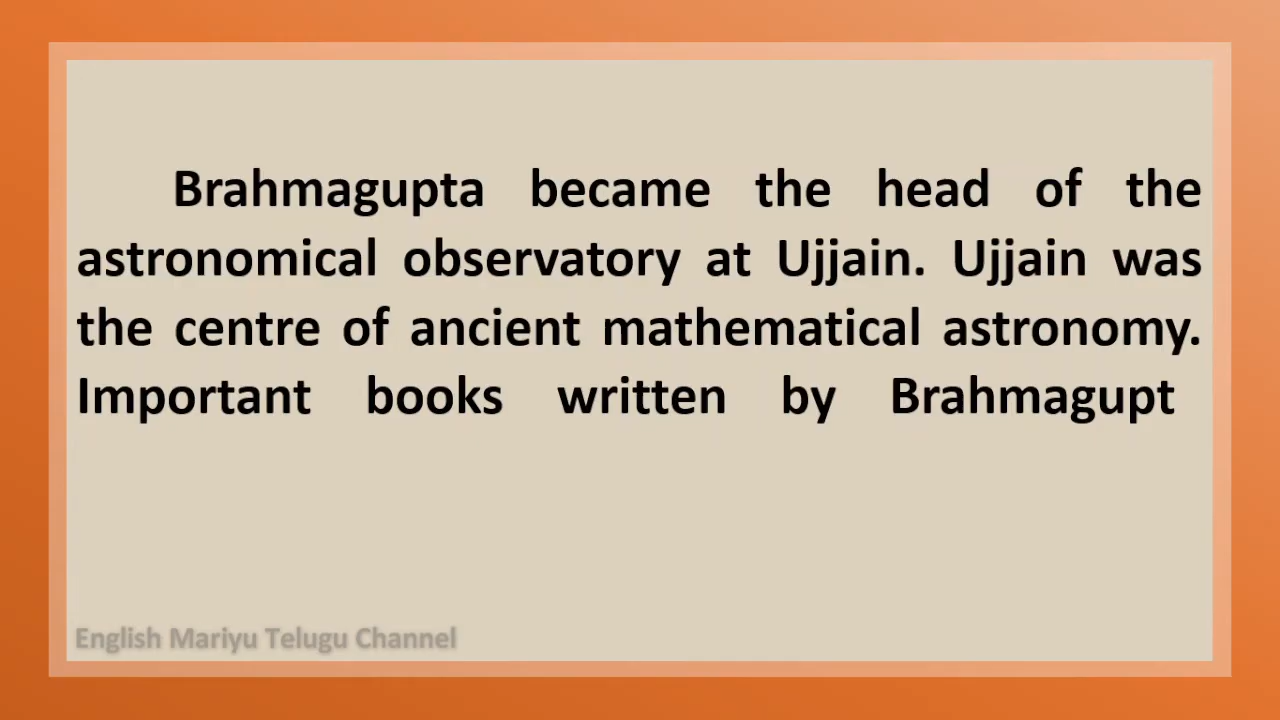 Brahmagupta became the head of the
astronomical observatory at Ujjain. Ujjain was
the centre of ancient mathematical astronomy.
Important books written by Brahmagupt
English Mariyu Telugu Channel